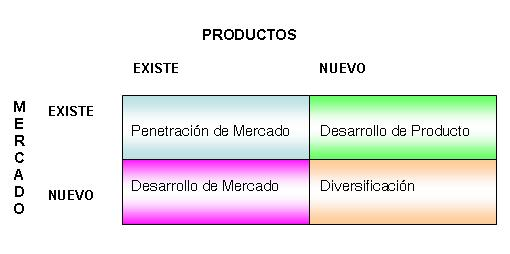 PRODUCTOS
EXISTE NUEVO
MERCADO
EXISTE
Penetración de Mercado Desarrollo de Producto
NUEVO
Desarrollo de Mercado Diversificación